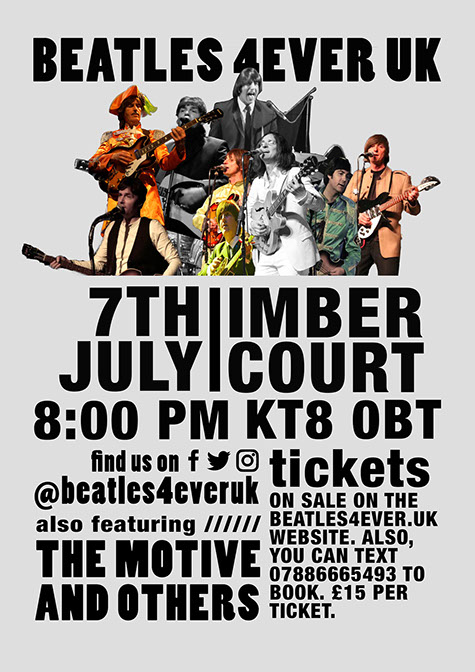 BEATLES 4EVER UK
7TH JULY
IMBER COURT
8:00 PM KT8 0BT
find us on
@beatles4everuk
also featuring //////
THE MOTIVE
AND OTHERS
tickets
ON SALE ON THE
BEATLES4EVER.UK
WEBSITE. ALSO,
YOU CAN TEXT
07886665493 TO
BOOK. £15 PER
TICKET.